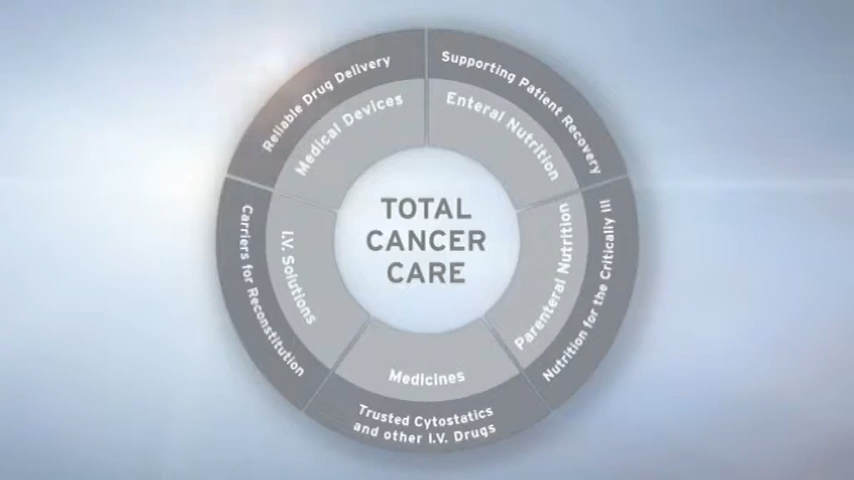 TOTAL
CANCER
CARE
Supporting Patient Recovery
Enteral Nutrition
Nutrition for the Critically Ill
Parenteral Nutrition
Medicines
Trusted Cytostatics
and other I.V. Drugs
Carriers for Reconstitution
I.V. Solutions
Reliable Drug Delivery
Medical Devices